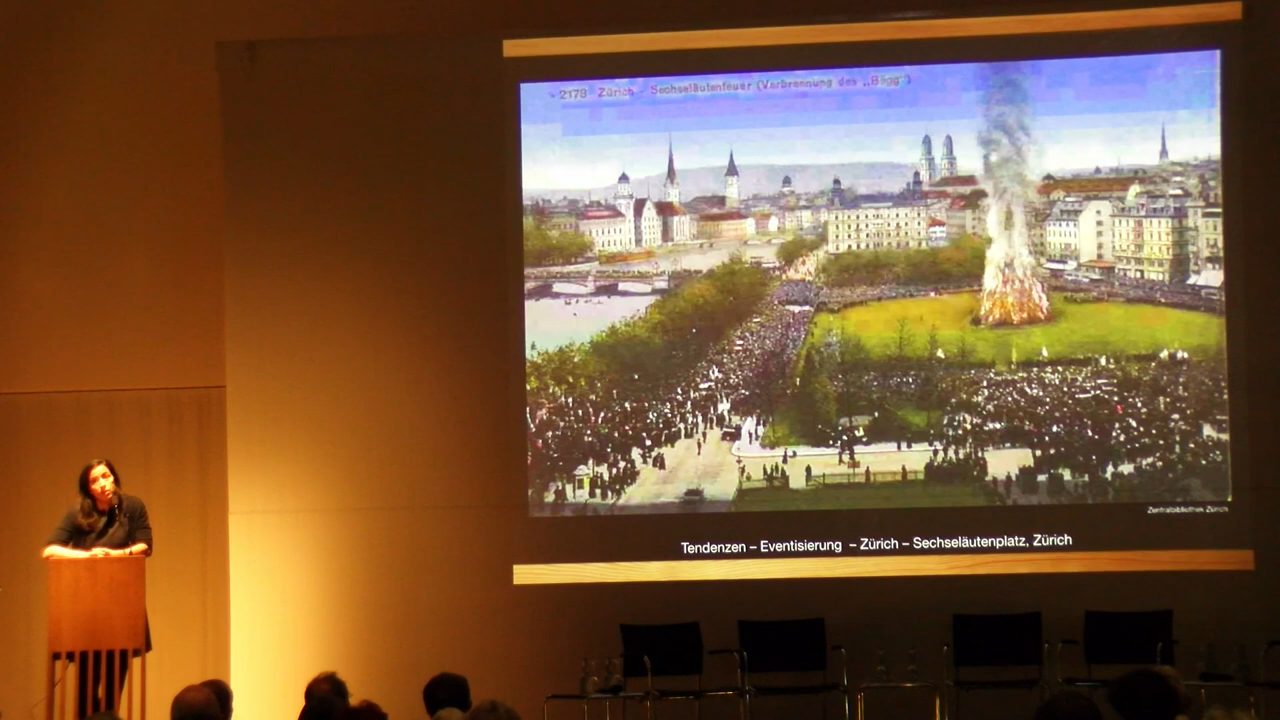 2178 Zürich - Sechseläutenfeuer (Verbrennung des „Bögg")
Zentralbibliothek Zürich
Tendenzen – Eventisierung – Zürich – Sechseläutenplatz, Zürich